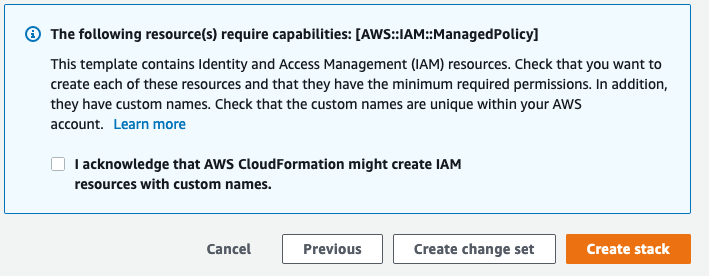 The following resource(s) require capabilities: [AWS::IAM::ManagedPolicy]
This template contains Identity and Access Management (IAM) resources. Check that you want to
create each of these resources and that they have the minimum required permissions. In addition,
they have custom names. Check that the custom names are unique within your AWS
account. Learn more
I acknowledge that AWS CloudFormation might create IAM
resources with custom names.
Cancel Previous Create change set Create stack